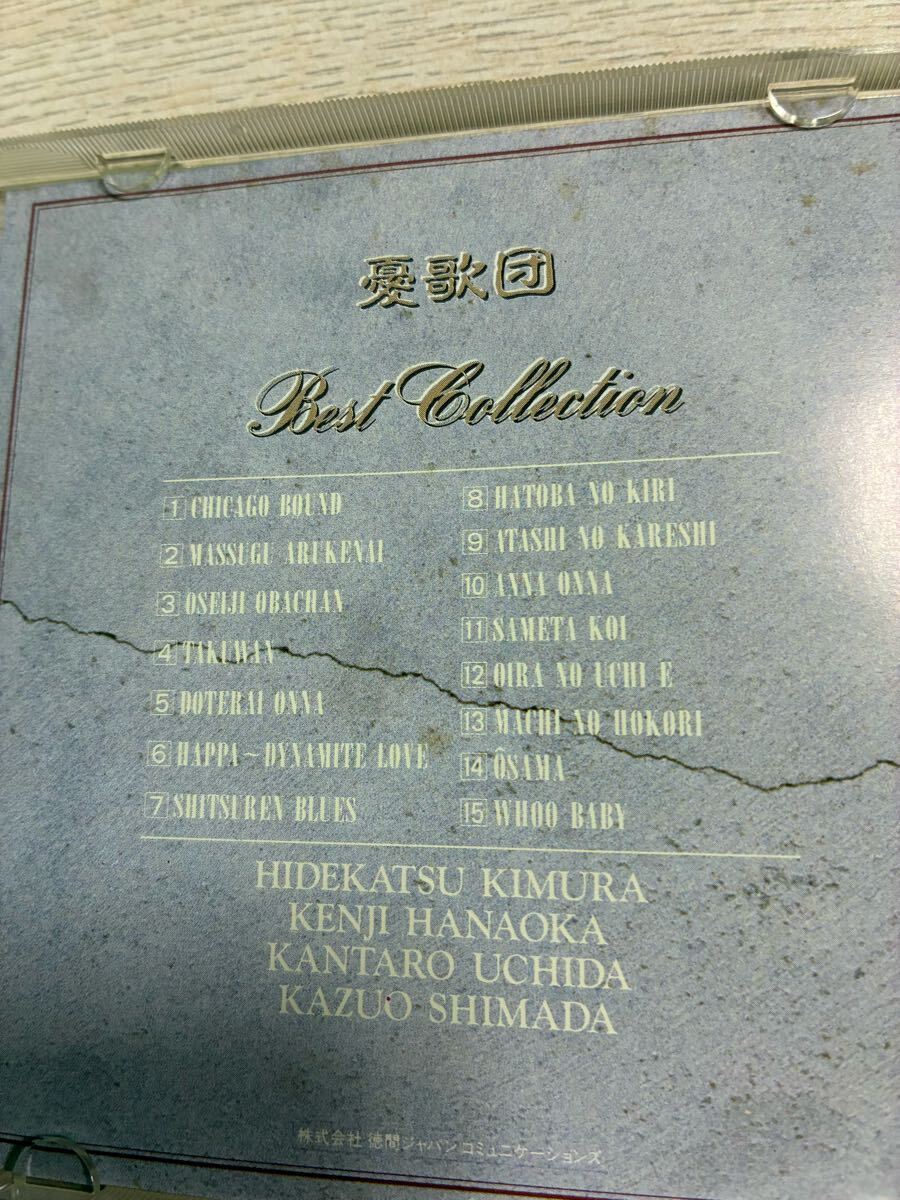 憂歌団
Best Collection
1 CHICAGO BOUND
2 MASSUGI ARUKENAI
3 OSEIJI OBACHAN
4 TAKUWAN
5 DOTERAI ONNA
6 HAPPA~DYNAMITE LOVE
7 SHITSUREN BLUES
8 HATOBA NO KIRI
9 ATASHI NO KARESHI
10 ANNA ONNA
11 SAMETA KOI
12 OIRA NO UCHI E
13 MACHI NO HOKORI
14 ÔSAMA
15 WHOO BABY
HIDEKATSU KIMURA
KENJI HANAOKA
KANTARO UCHIDA
KAZUO SHIMADA
株式会社 徳間ジャパンコミュニケーションズ